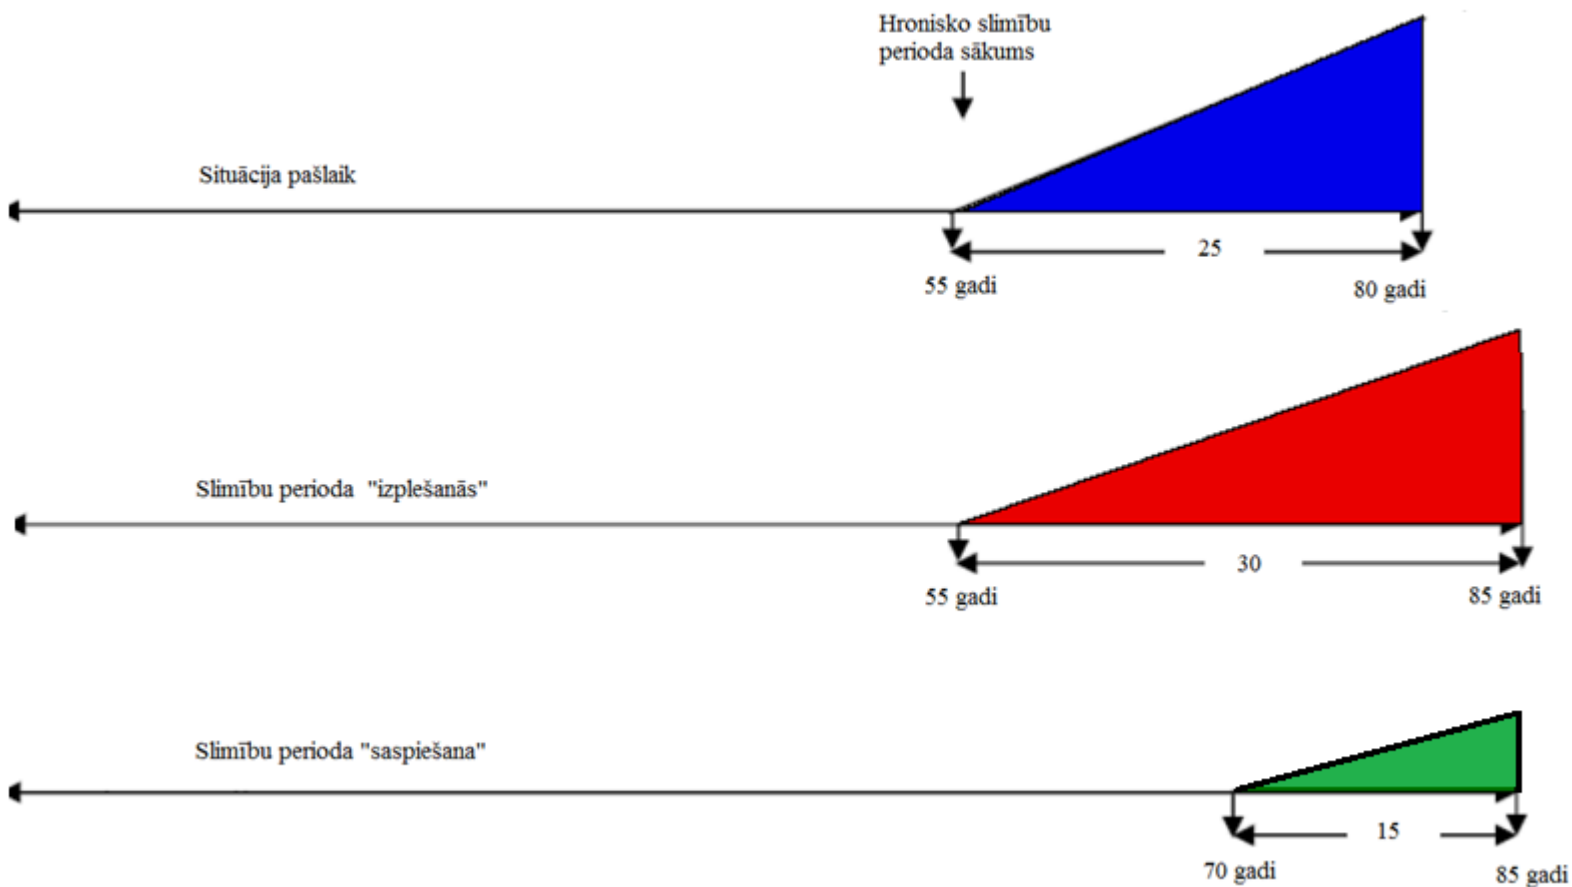 Hronisko slimību
perioda sākums
Situācija pašlaik
25
55 gadi
80 gadi
Slimību perioda "izplešanās"
30
55 gadi
85 gadi
Slimību perioda "saspiešana"
15
70 gadi
85 gadi